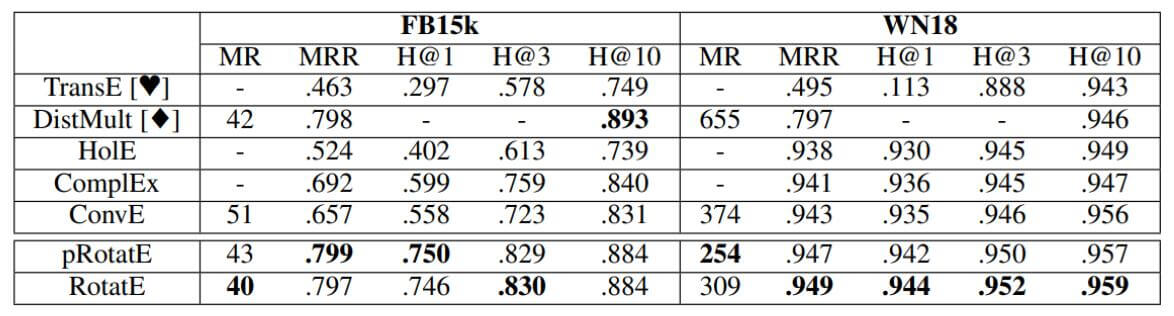 FB15k WN18
MR MRR H@1 H@3 H@10 MR MRR H@1 H@3 H@10
TransE [♥] - .463 .297 .578 .749 - .495 .113 .888 .943
DistMult [♦] 42 .798 - - .893 655 .797 - - .946
HolE - .524 .402 .613 .739 - .938 .930 .945 .949
ComplEx - .692 .599 .759 .840 - .941 .936 .945 .947
ConvE 51 .657 .558 .723 .831 374 .943 .935 .946 .956
pRotatE 43 .799 .750 .829 .884 254 .947 .942 .950 .957
RotatE 40 .797 .746 .830 .884 309 .949 .944 .952 .959